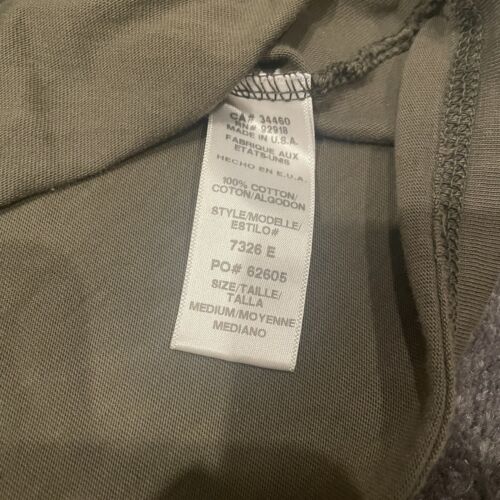 CA# 34460
RN# 92918
MADE IN U.S.A.
FABRIQUE AUX
ETATS-UNIS
HECHO EN E.U.A.
100% COTTON/
COTON/ALGODON
STYLE/MODELLE/
ESTILO#
7326 E
PO# 62605
SIZE/TAILLE/
TALLA
MEDIUM/MOYENNE
MEDIANO